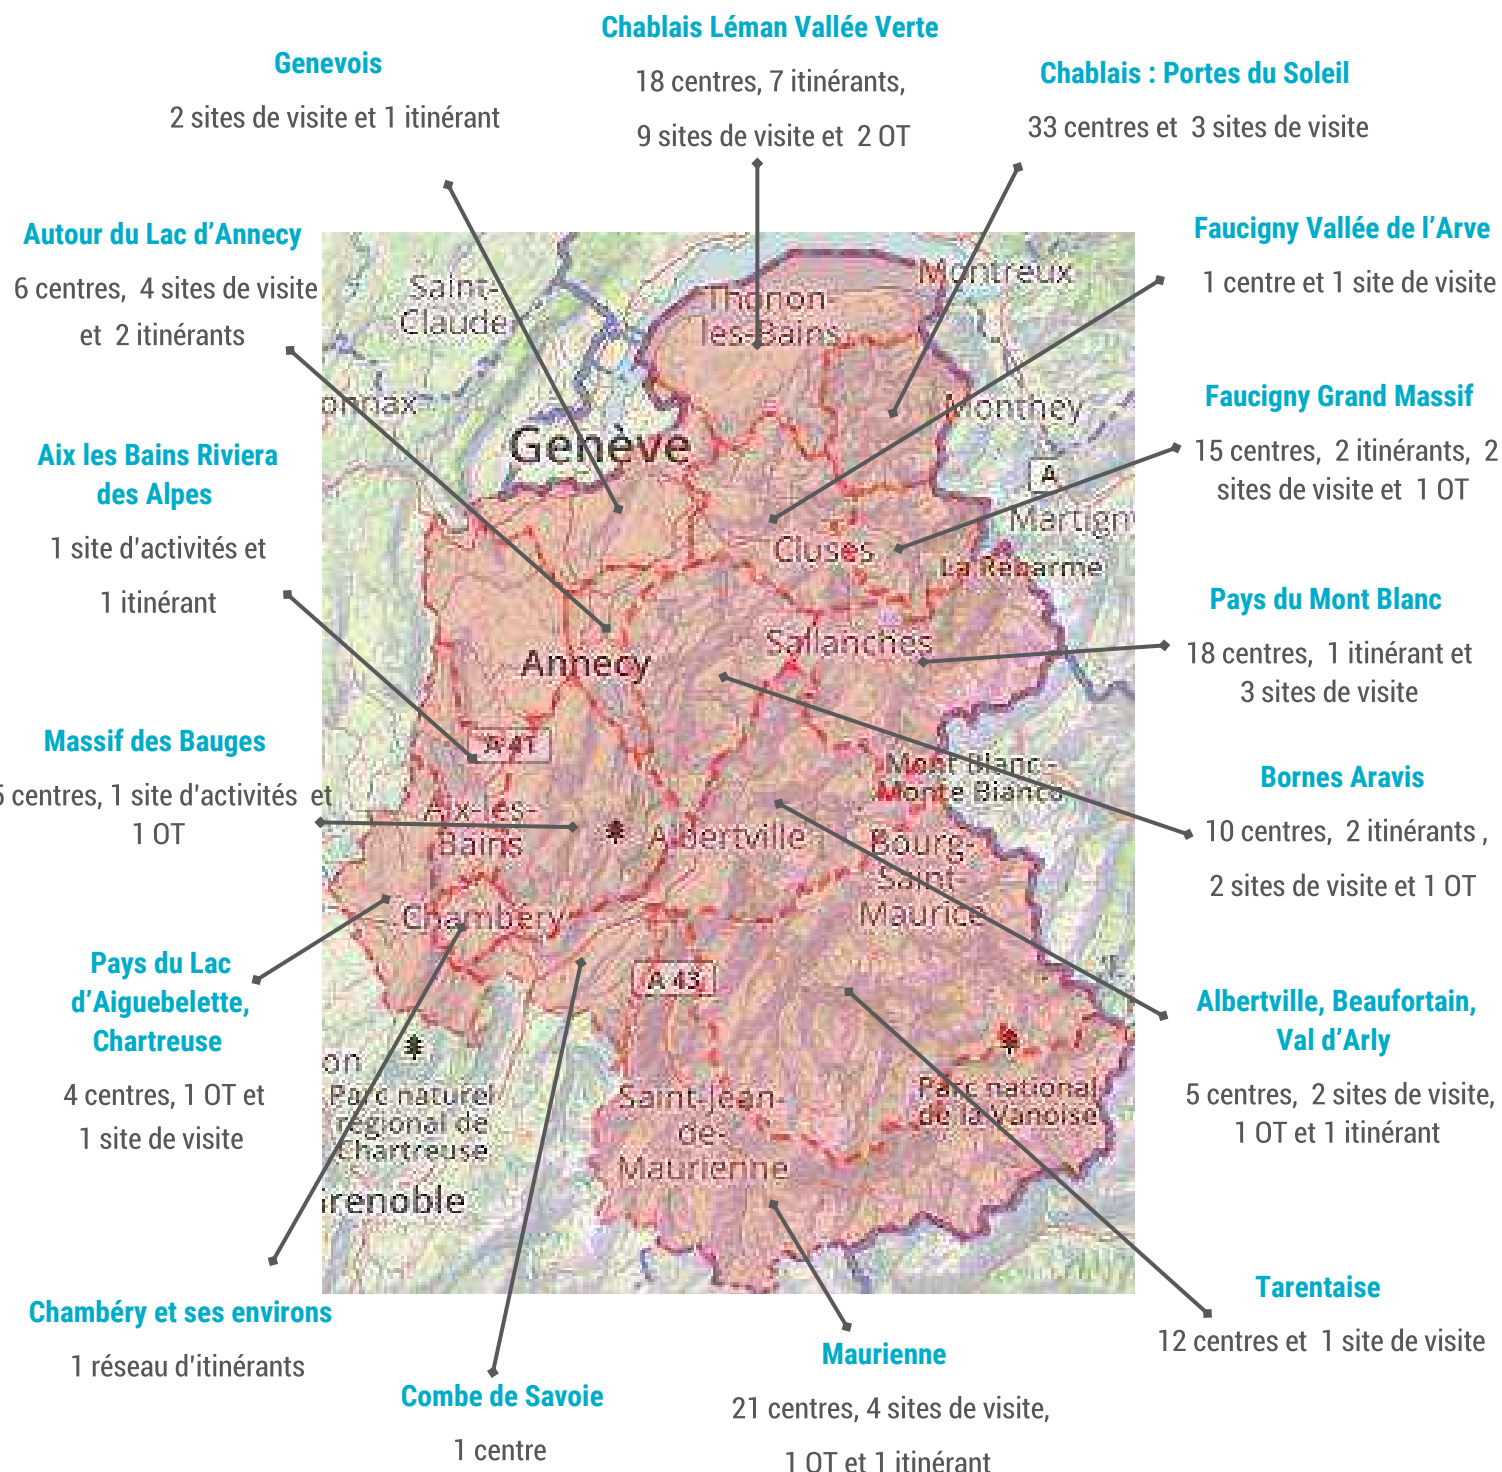 Chablais Léman Vallée Verte
18 centres, 7 itinérants,
9 sites de visite et 2 OT
Genevois
2 sites de visite et 1 itinérant
Chablais : Portes du Soleil
33 centres et 3 sites de visite
Autour du Lac d'Annecy
6 centres, 4 sites de visite
et 2 itinérants
Faucigny Vallée de l'Arve
1 centre et 1 site de visite
Aix les Bains Riviera
des Alpes
1 site d'activités et
1 itinérant
Faucigny Grand Massif
15 centres, 2 itinérants, 2
sites de visite et 1 OT
Pays du Mont Blanc
18 centres, 1 itinérant et
3 sites de visite
Massif des Bauges
centres, 1 site d'activités et
1 OT
Bornes Aravis
10 centres, 2 itinérants ,
2 sites de visite et 1 OT
Pays du Lac
d'Aiguebelette,
Chartreuse
4 centres, 1 OT et
1 site de visite
Albertville, Beaufortain,
Val d'Arly
5 centres, 2 sites de visite,
1 OT et 1 itinérant
Chambéry et ses environs
1 réseau d'itinérants
Combe de Savoie
1 centre
Maurienne
21 centres, 4 sites de visite,
1 OT et 1 itinérant
Tarentaise
12 centres et 1 site de visite
Saint-
Claude
Thonon-
les-Bains
Montreux
onnax
Monthey
Genève
A
Martign
Cluses
La Rebarme
Sallanches
Annecy
A 41
Mont Blanc -
Monte Bianco
Aix-les-
Bains
Albertville
Bourg-
Saint-
Maurice
Chambéry
A 43
on
Parc naturel
régional de
Chartreuse
Saint-Jean-
de-
Maurienne
Parc national
de la Vanoise
Grenoble